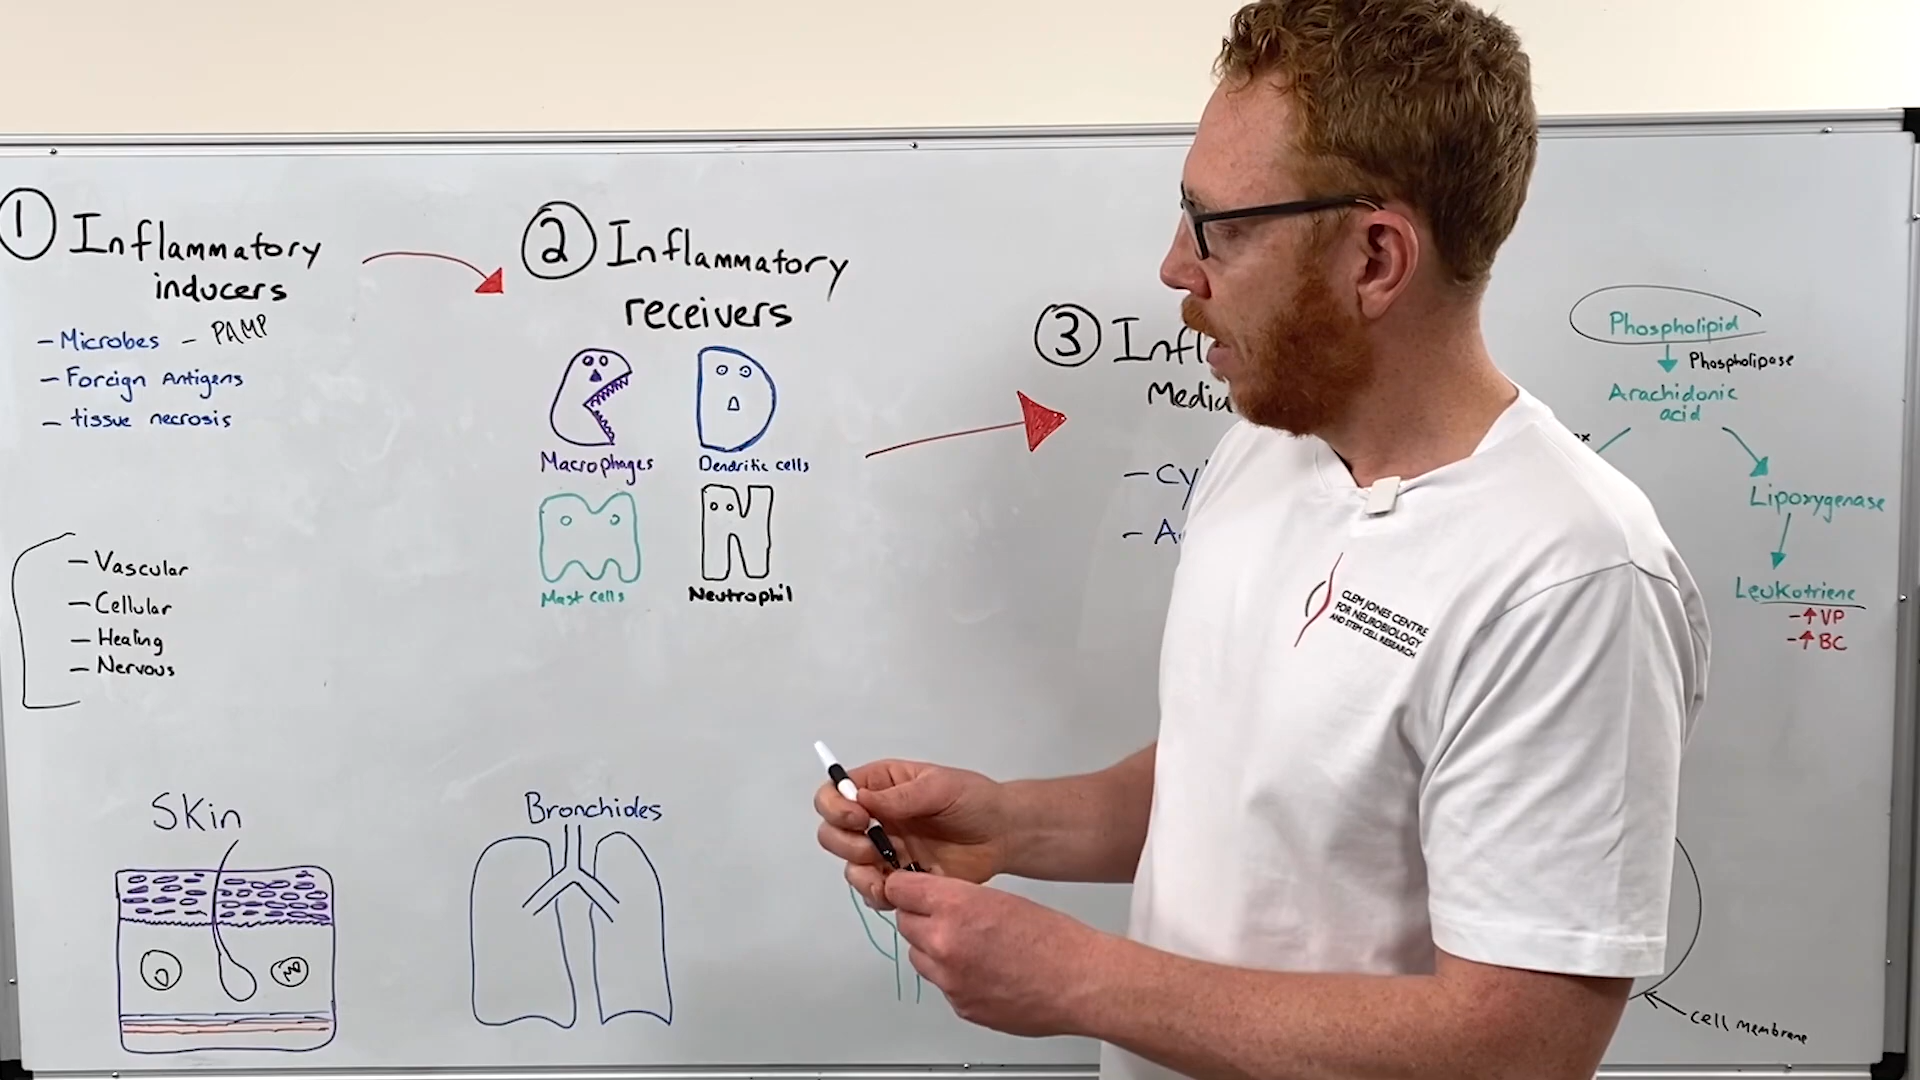 1 Inflammatory
inducers
- Microbes - PAMP
- Foreign Antigens
- tissue necrosis
- Vascular
- Cellular
- Healing
- Nervous
2 Inflammatory
receivers
Macrophages
Dendritic cells
Mast cells
Neutrophil
3
Phospholipid
Phospholipase
Arachidonic
acid
Lipoxygenase
Leukotriene
-↑VP
-↑BC
CLEM JONES CENTRE
FOR NEUROBIOLOGY
AND STEM CELL RESEARCH
Skin
Bronchides
cell membrane